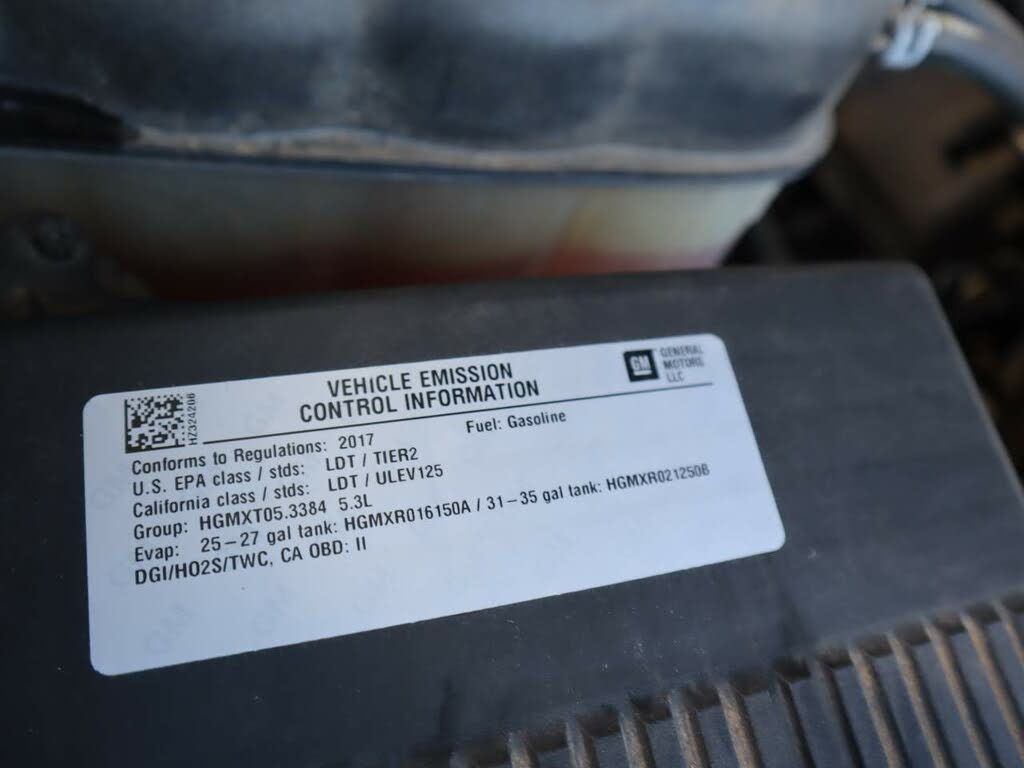 VEHICLE EMISSION
CONTROL INFORMATION
GM
GENERAL
MOTORS
LLC
HZ324206
Conforms to Regulations: 2017
Fuel: Gasoline
U.S. EPA class / stds: LDT / TIER2
California class / stds: LDT / ULEV125
Group: HGMXT05.3384 5.3L
Evap: 25-27 gal tank: HGMXR016150A / 31-35 gal tank: HGMXR0212508
DGI/HO2S/TWC, CA OBD: II